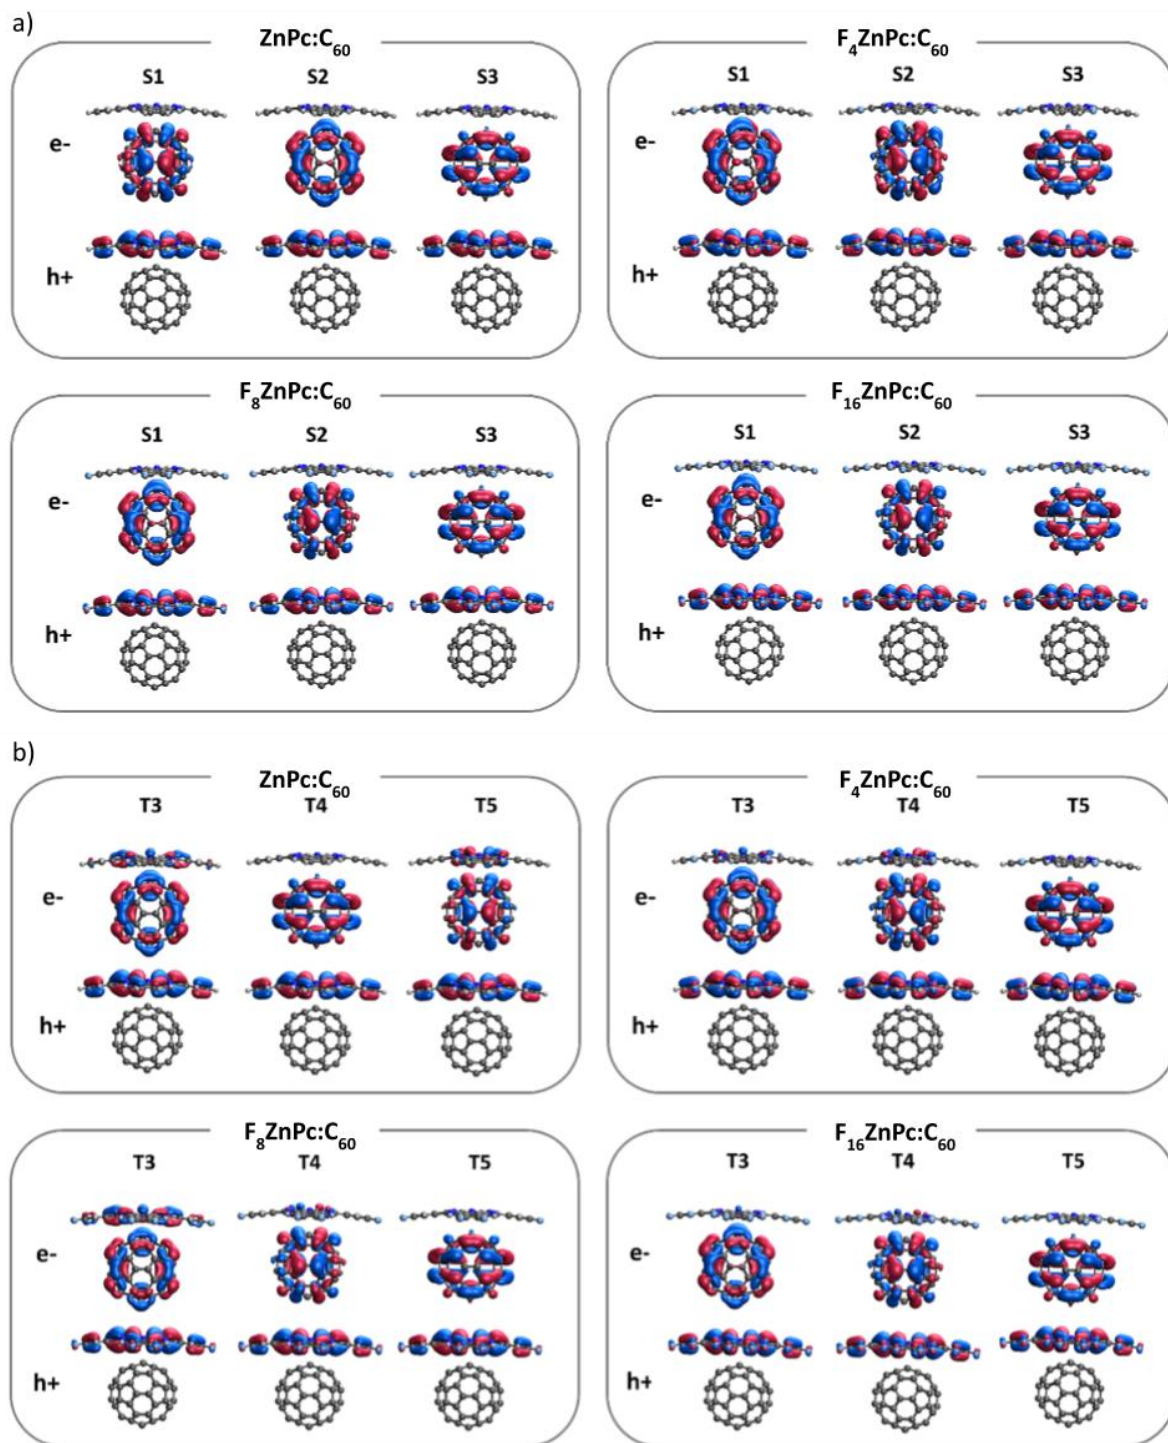 a)
ZnPc:C60
S1 S2 S3
e-
h+
F4ZnPc:C60
S1 S2 S3
e-
h+
F8ZnPc:C60
S1 S2 S3
e-
h+
F16ZnPc:C60
S1 S2 S3
e-
h+
b)
ZnPc:C60
T3 T4 T5
e-
h+
F4ZnPc:C60
T3 T4 T5
e-
h+
F8ZnPc:C60
T3 T4 T5
e-
h+
F16ZnPc:C60
T3 T4 T5
e-
h+